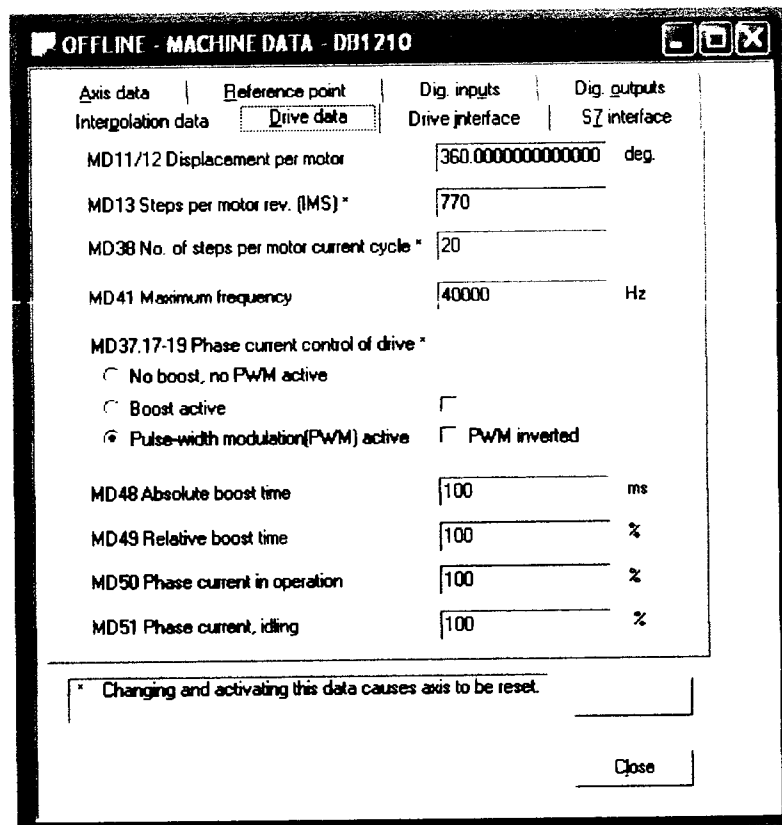 OFFLINE - MACHINE DATA - DB1210
Axis data Reference point Dig. inputs Dig. outputs
Interpolation data Drive data Drive interface S7 interface
MD11/12 Displacement per motor 360.0000000000000 deg.
MD13 Steps per motor rev. (IMS) * 770
MD38 No. of steps per motor current cycle * 20
MD41 Maximum frequency 40000 Hz
MD37.17-19 Phase current control of drive *
No boost, no PWM active
Boost active
Pulse-width modulation(PWM) active PWM inverted
MD48 Absolute boost time 100 ms
MD49 Relative boost time 100 %
MD50 Phase current in operation 100 %
MD51 Phase current, idling 100 %
* Changing and activating this data causes axis to be reset.
Close